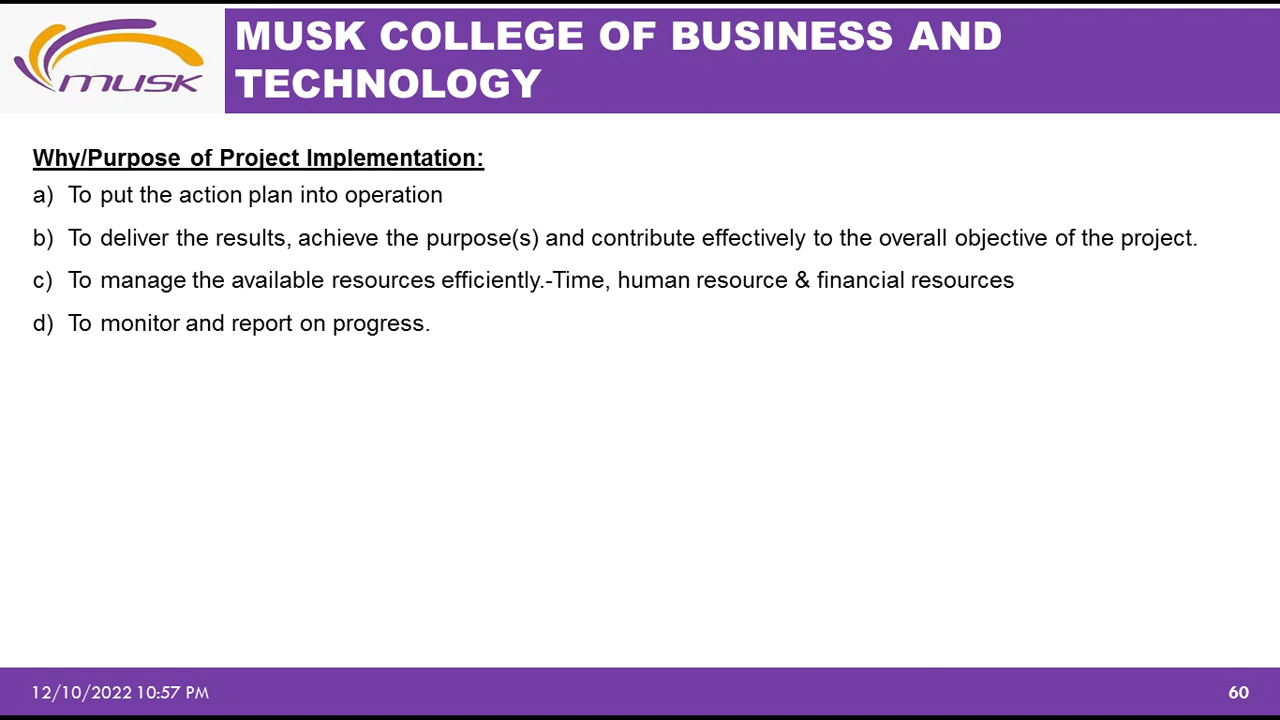 musk
MUSK COLLEGE OF BUSINESS AND
TECHNOLOGY
Why/Purpose of Project Implementation:
a) To put the action plan into operation
b) To deliver the results, achieve the purpose(s) and contribute effectively to the overall objective of the project.
c) To manage the available resources efficiently.-Time, human resource & financial resources
d) To monitor and report on progress.
12/10/2022 10:57 PM
60